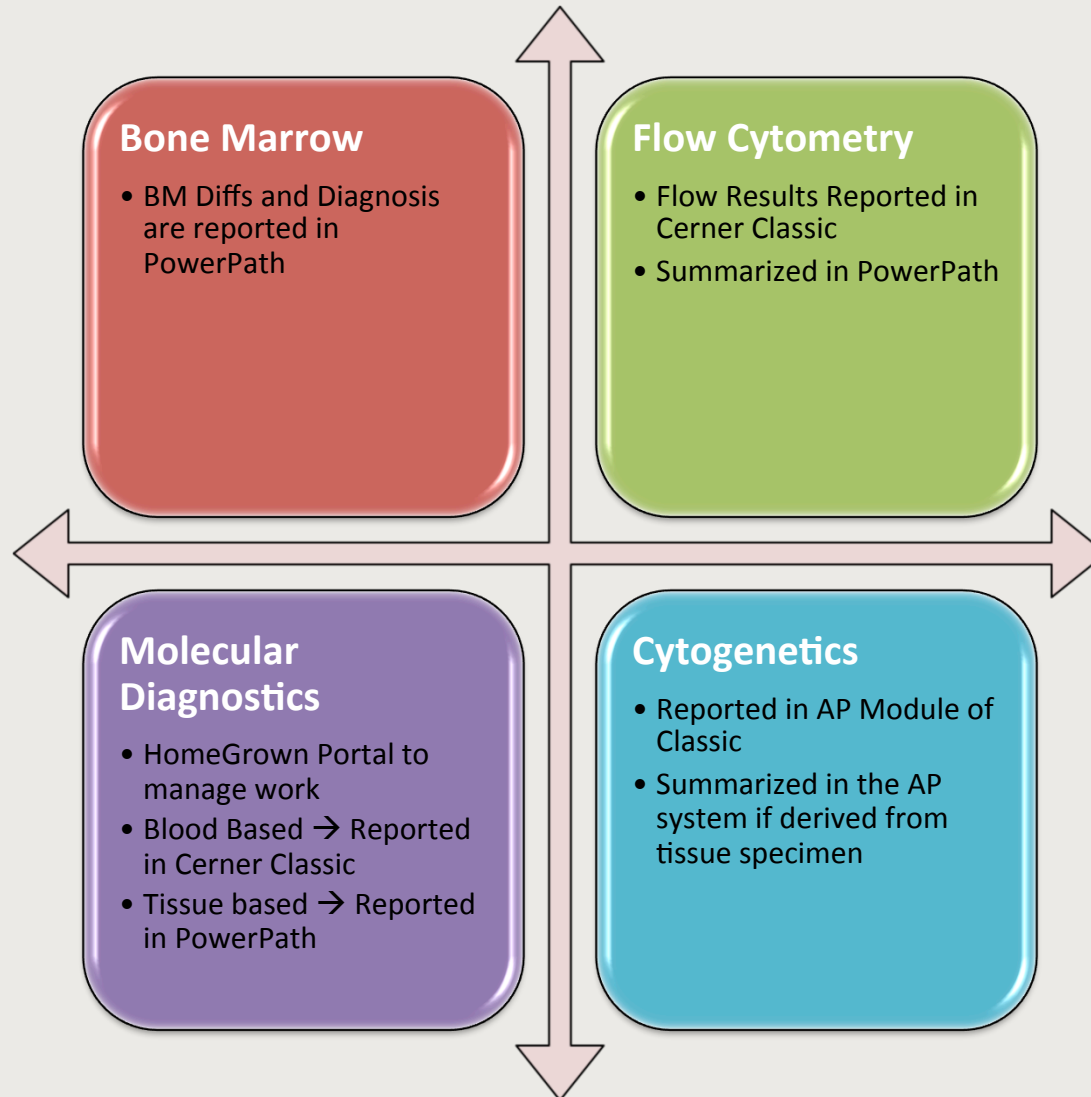 Bone Marrow
• BM Diffs and Diagnosis
are reported in
PowerPath
Flow Cytometry
• Flow Results Reported in
Cerner Classic
• Summarized in PowerPath
Molecular
Diagnostics
• HomeGrown Portal to
manage work
• Blood Based → Reported
in Cerner Classic
• Tissue based → Reported
in PowerPath
Cytogenetics
• Reported in AP Module of
Classic
• Summarized in the AP
system if derived from
tissue specimen